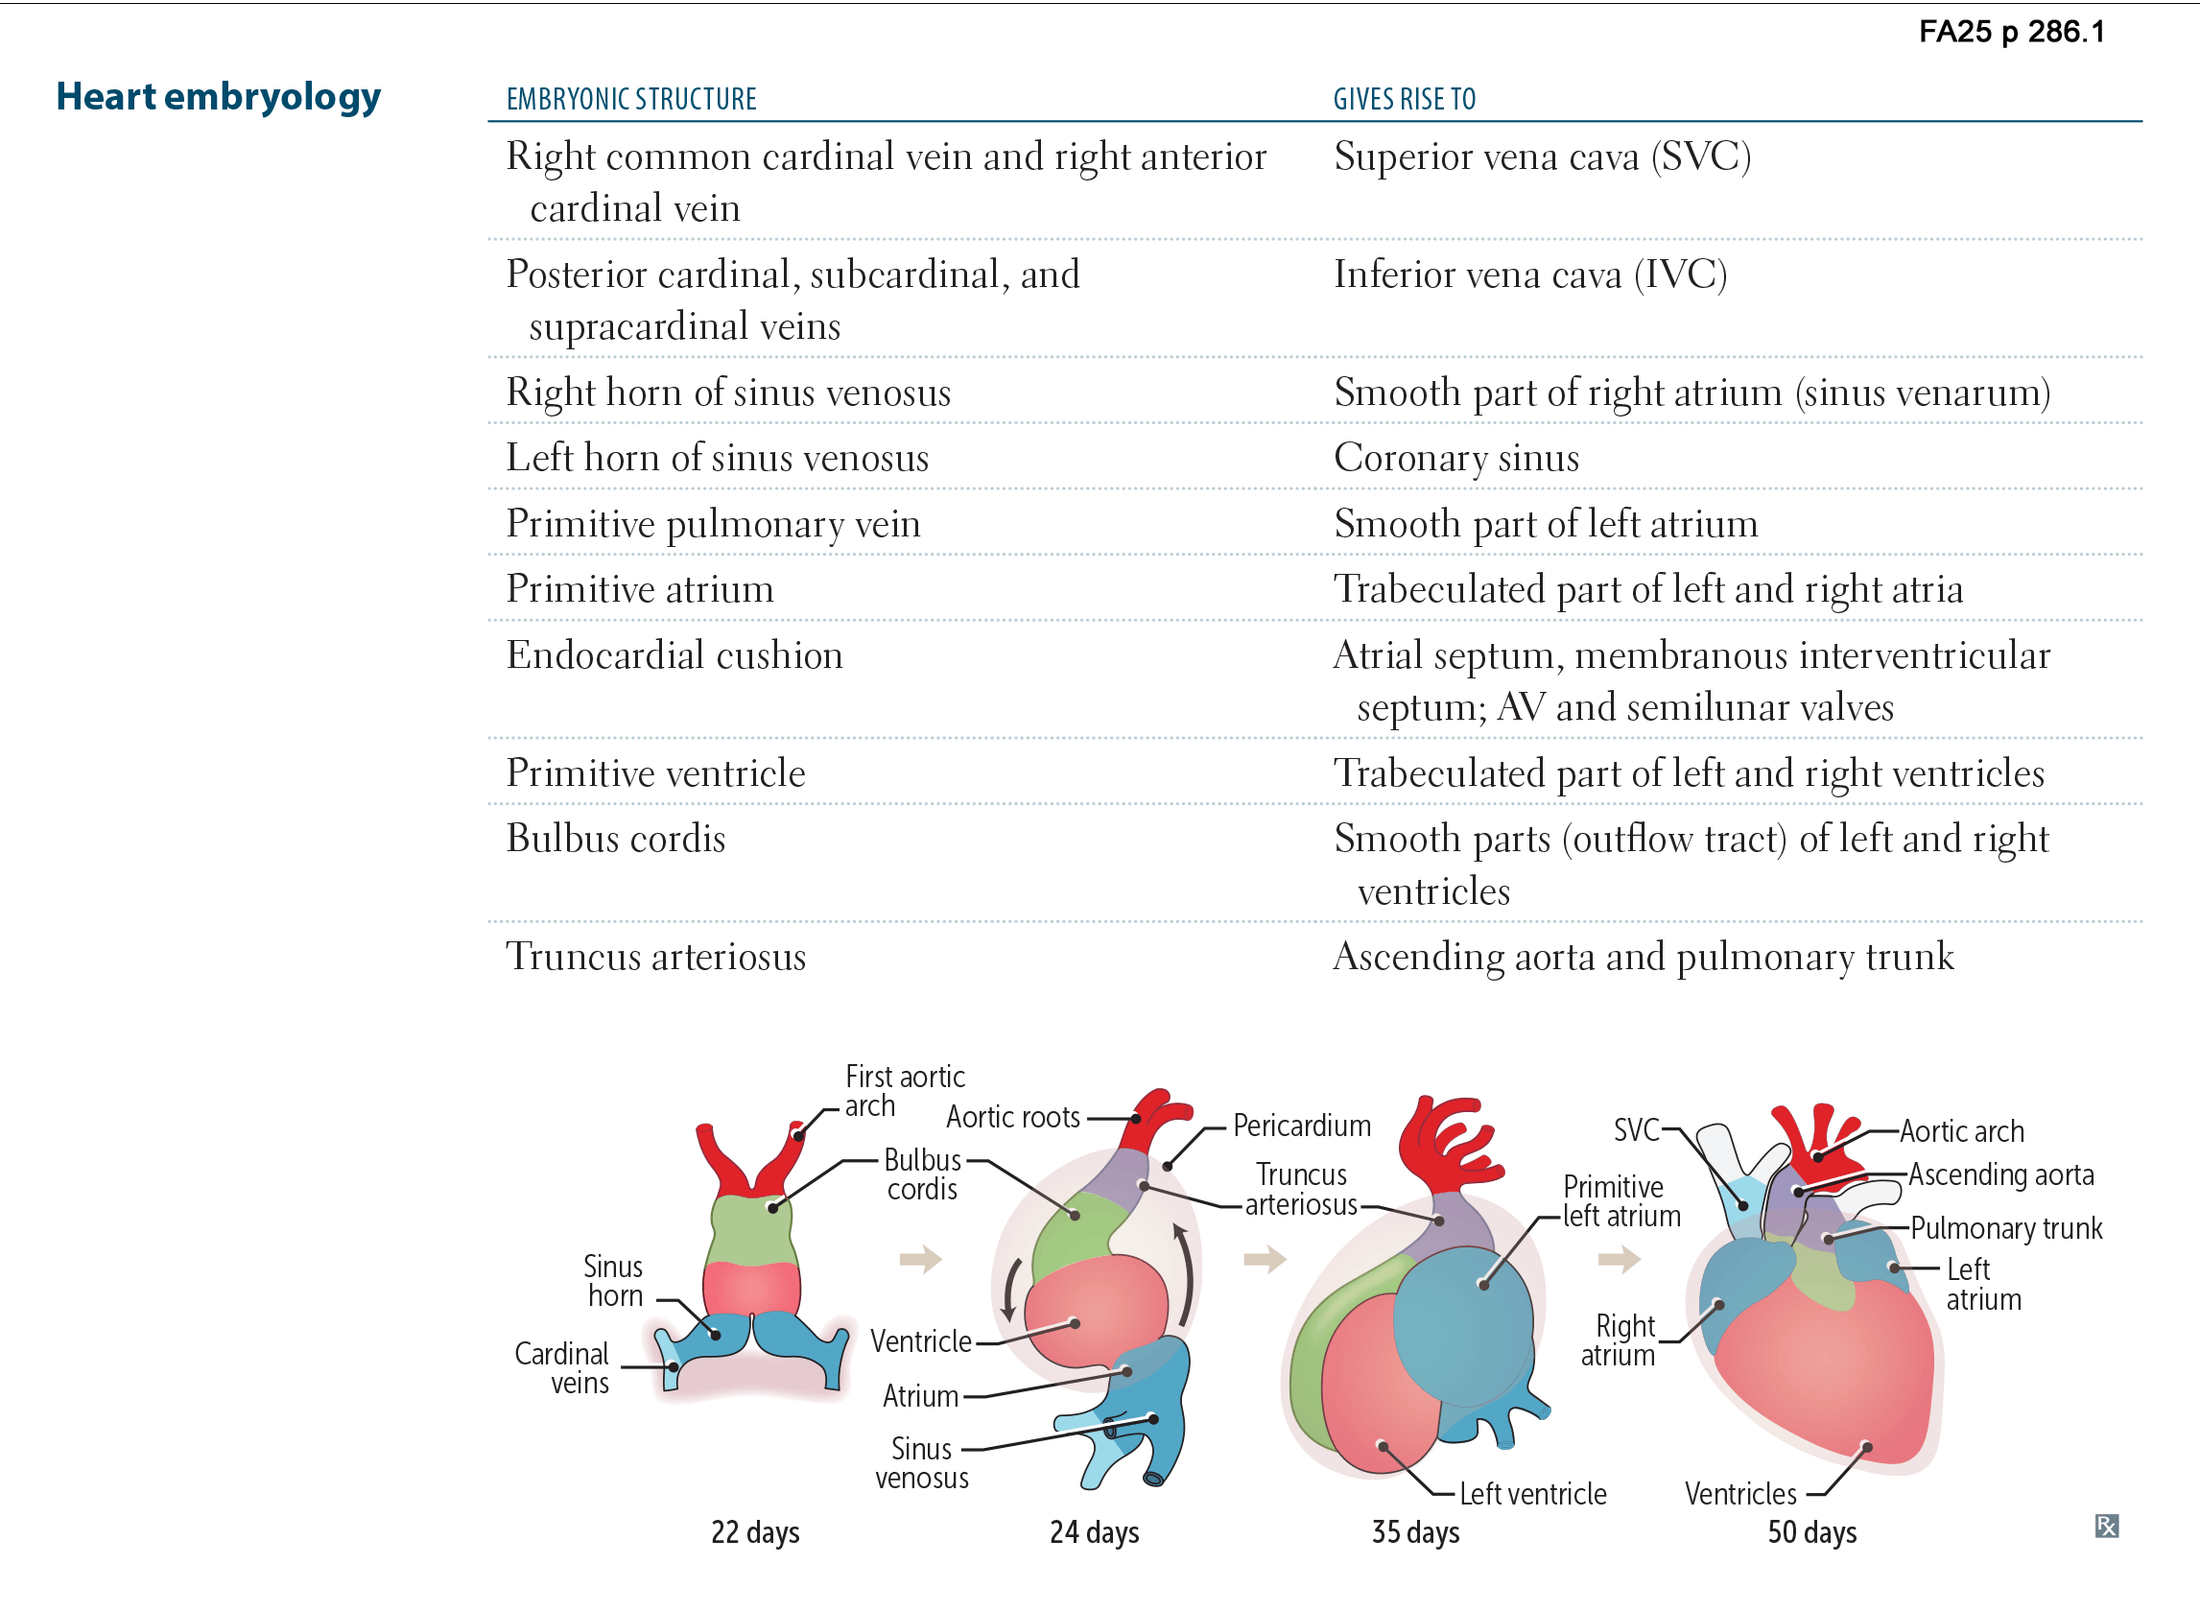 FA25 p 286.1
Heart embryology
EMBRYONIC STRUCTURE
GIVES RISE TO
Right common cardinal vein and right anterior
cardinal vein
Superior vena cava (SVC)
Posterior cardinal, subcardinal, and
supracardinal veins
Inferior vena cava (IVC)
Right horn of sinus venosus
Smooth part of right atrium (sinus venarum)
Left horn of sinus venosus
Coronary sinus
Primitive pulmonary vein
Smooth part of left atrium
Primitive atrium
Trabeculated part of left and right atria
Endocardial cushion
Atrial septum, membranous interventricular
septum; AV and semilunar valves
Primitive ventricle
Trabeculated part of left and right ventricles
Bulbus cordis
Smooth parts (outflow tract) of left and right
ventricles
Truncus arteriosus
Ascending aorta and pulmonary trunk
First aortic
arch
Bulbus
cordis
Sinus
horn
Cardinal
veins
22 days
Aortic roots
Pericardium
Truncus
arteriosus
Ventricle
Atrium
Sinus
venosus
24 days
Primitive
left atrium
Left ventricle
35 days
SVC
Aortic arch
Ascending aorta
Pulmonary trunk
Left
atrium
Right
atrium
Ventricles
50 days
Rx